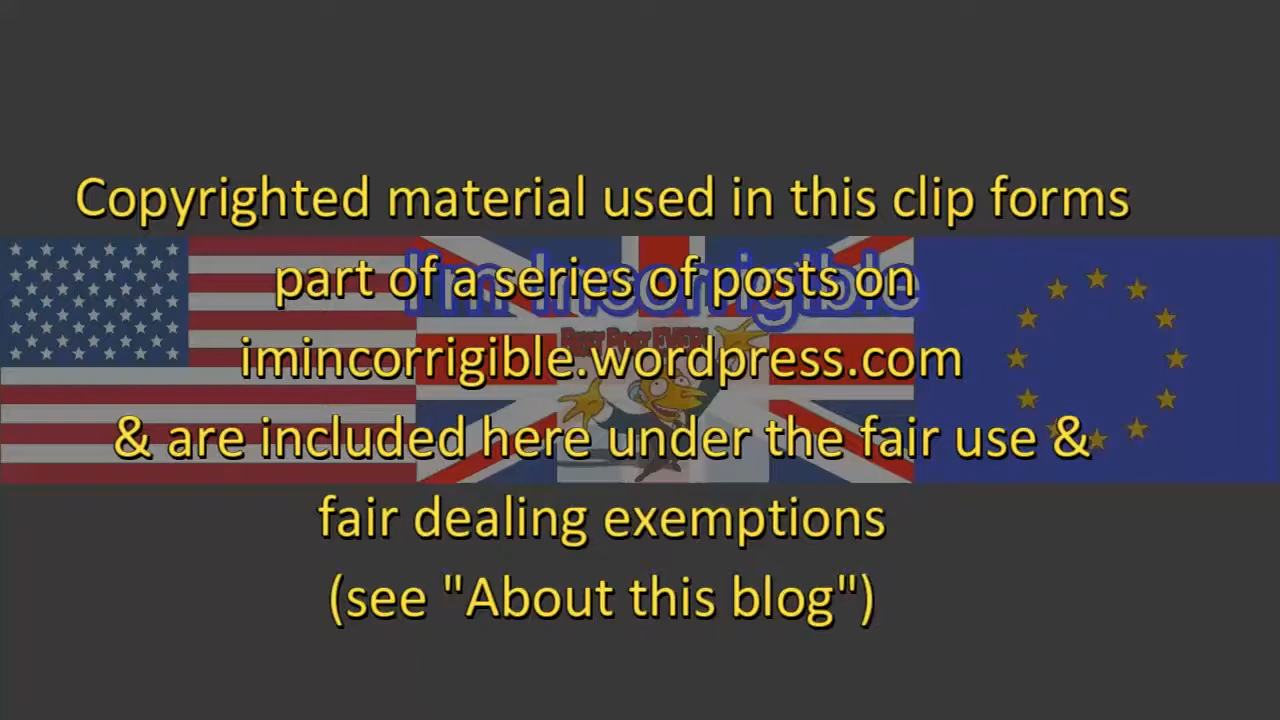 Copyrighted material used in this clip forms
part of a series of posts on
I'm Incorrigible
imincorrigible.wordpress.com
& are included here under the fair use &
fair dealing exemptions
(see "About this blog")